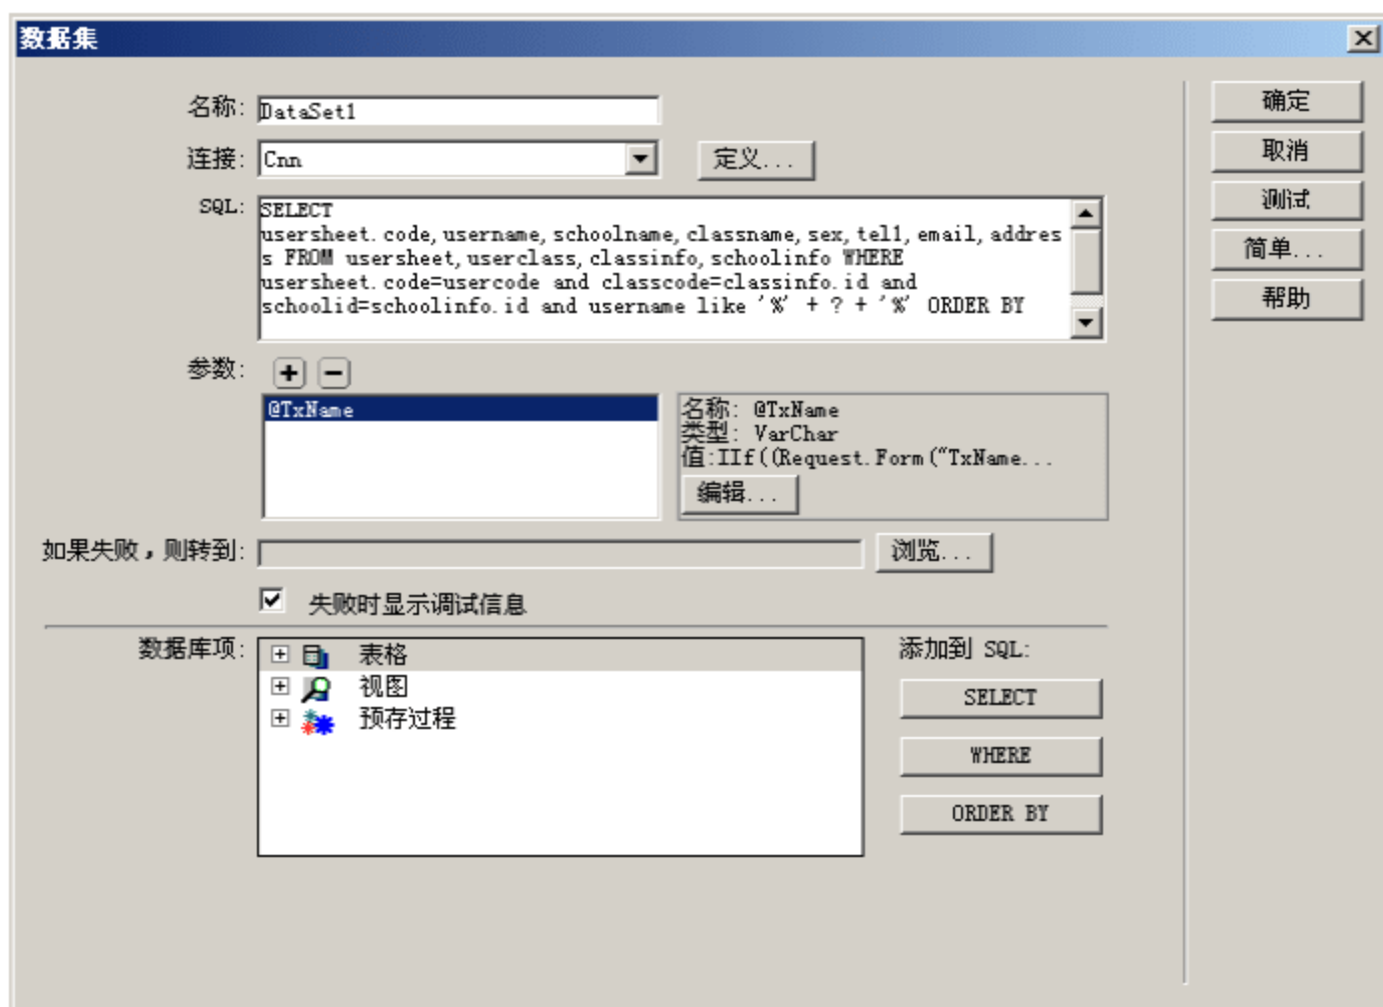 数据集
名称: DataSet1
连接: Cnn 定义...
SQL: SELECT
usersheet.code,username,schoolname,classname,sex,tel1,email,addres
s FROM usersheet,userclass,classinfo,schoolinfo WHERE
usersheet.code=usercode and classcode=classinfo.id and
schoolid=schoolinfo.id and username like '%' + ? + '%' ORDER BY
参数: + −
@TxName
名称: @TxName
类型: VarChar
值:IIf((Request.Form("TxName...
编辑...
如果失败，则转到: 浏览...
失败时显示调试信息
数据库项:
表格
视图
预存过程
添加到 SQL:
SELECT
WHERE
ORDER BY
确定
取消
测试
简单...
帮助